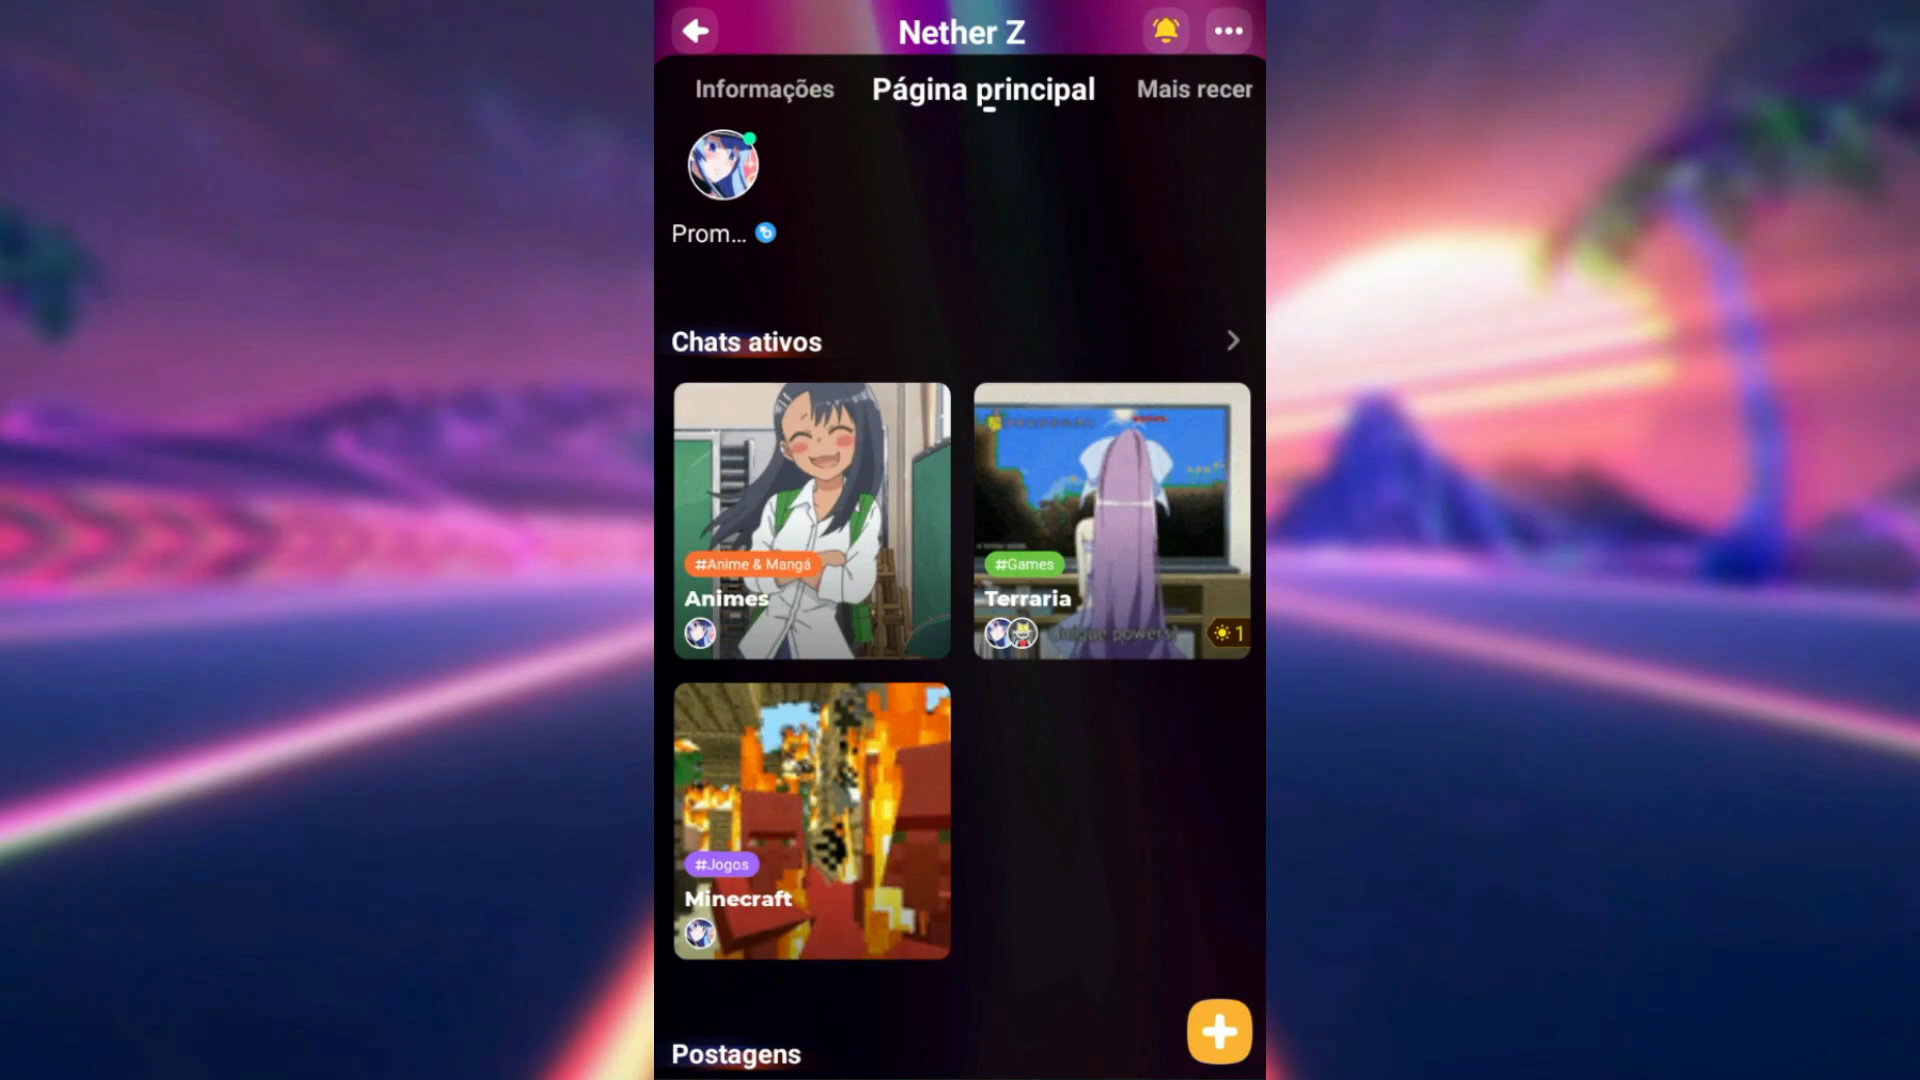 Nether Z
Informações
Página principal
Mais recer
Prom...
Chats ativos
#Anime & Mangá
Animes
#Games
Terraria
1
#Jogos
Minecraft
Postagens